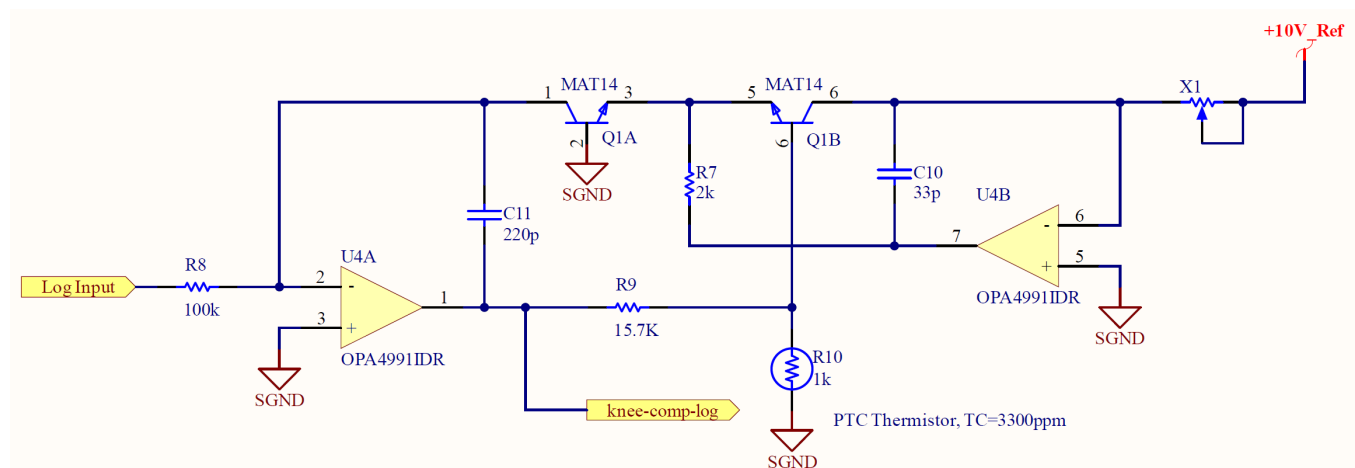 +10V_Ref
MAT14
MAT14
X1
1
3
5
6
2
Q1A
6
Q1B
SGND
R7
2k
C10
33p
U4B
C11
220p
6
7
5
U4A
OPA4991IDR
R8
Log Input
2
1
R9
100k
15.7K
SGND
3
OPA4991IDR
R10
1k
SGND
knee-comp-log
PTC Thermistor, TC=3300ppm
SGND
-
+
-
+